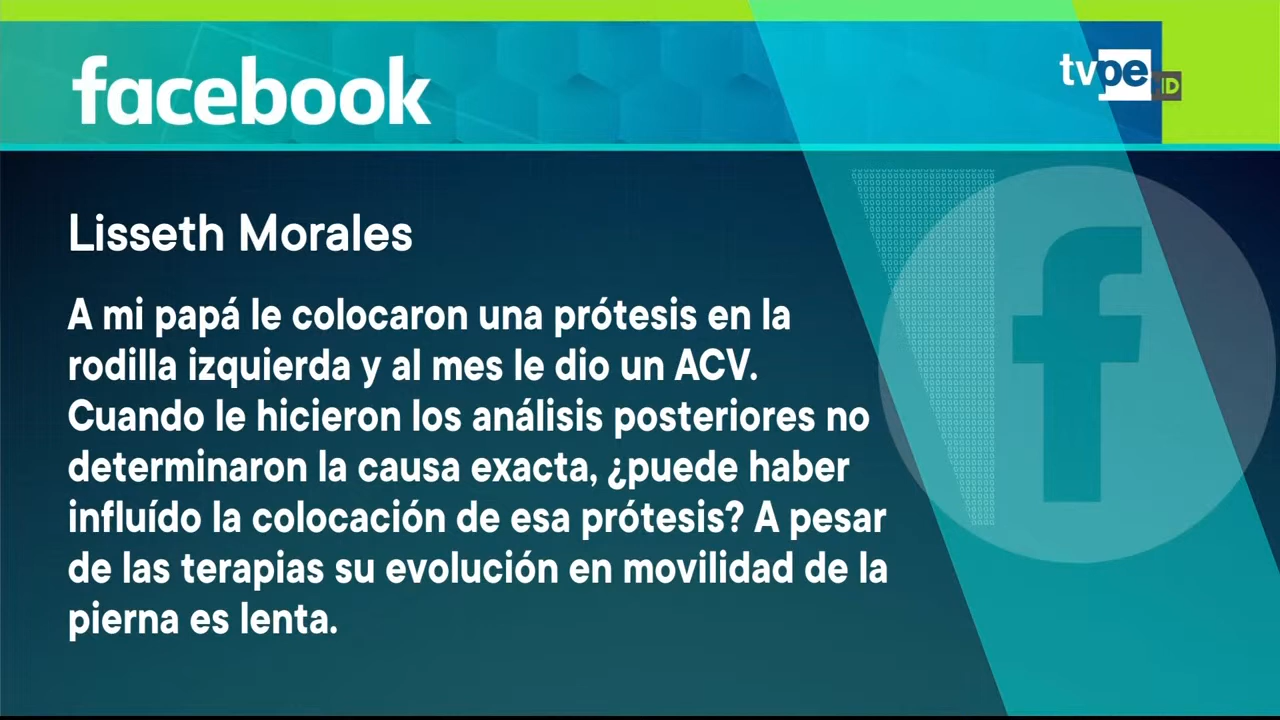 facebook
tvpe HD
Lisseth Morales
A mi papá le colocaron una prótesis en la
rodilla izquierda y al mes le dio un ACV.
Cuando le hicieron los análisis posteriores no
determinaron la causa exacta, ¿puede haber
influído la colocación de esa prótesis? A pesar
de las terapias su evolución en movilidad de la
pierna es lenta.